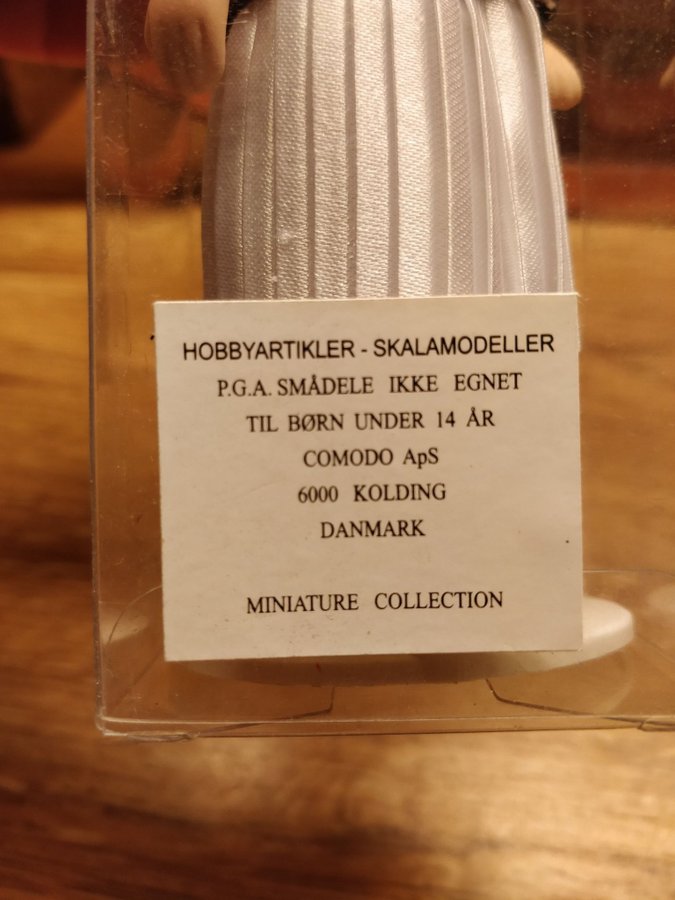 HOBBYARTIKLER - SKALAMODELLER
P.G.A. SMÅDELE IKKE EGNET
TIL BØRN UNDER 14 ÅR
COMODO ApS
6000 KOLDING
DANMARK
MINIATURE COLLECTION